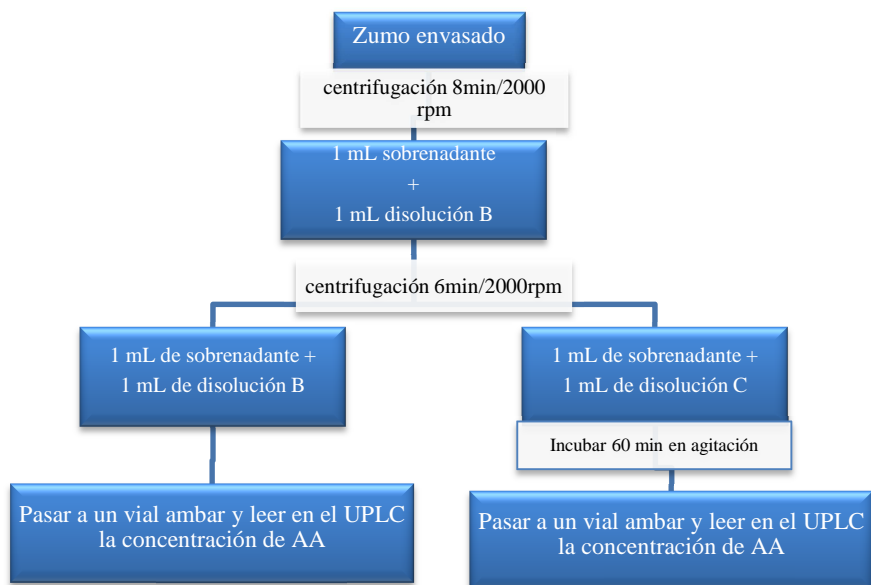 Zumo envasado
centrifugación 8min/2000
rpm
1 mL sobrenadante
+
1 mL disolución B
centrifugación 6min/2000rpm
1 mL de sobrenadante +
1 mL de disolución B
1 mL de sobrenadante +
1 mL de disolución C
Incubar 60 min en agitación
Pasar a un vial ambar y leer en el UPLC
la concentración de AA
Pasar a un vial ambar y leer en el UPLC
la concentración de AA